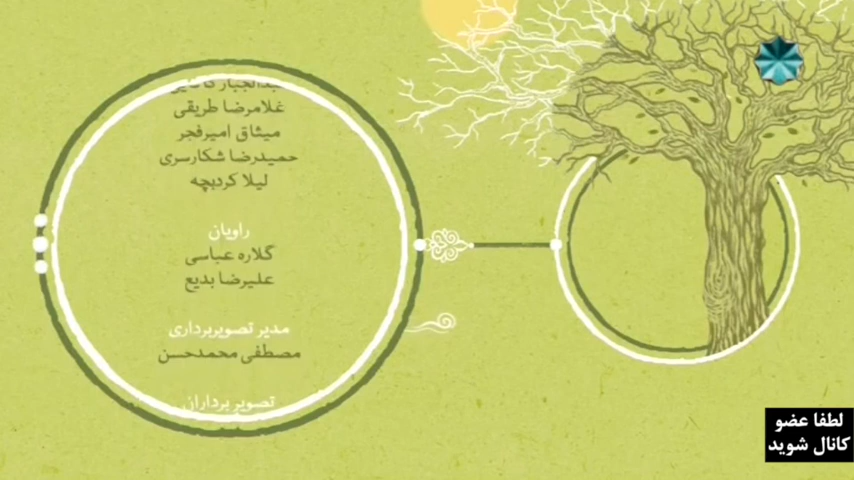 غلامرضا طریقی
میثاق امیرفجر
حمیدرضا شکارسری
لیلا کردبچه
راویان
گلاره عباسی
علیرضا بدیع
مدیر تصویربرداری
مصطفی محمدحسن
تصویربرداران
لطفا عضو
کانال شوید